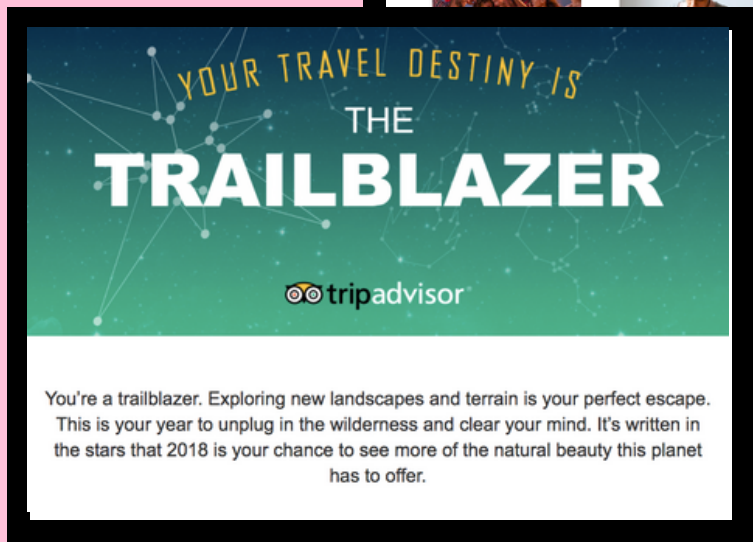 YOUR TRAVEL DESTINY IS
THE
TRAILBLAZER
tripadvisor
You’re a trailblazer. Exploring new landscapes and terrain is your perfect escape.
This is your year to unplug in the wilderness and clear your mind. It’s written in
the stars that 2018 is your chance to see more of the natural beauty this planet
has to offer.